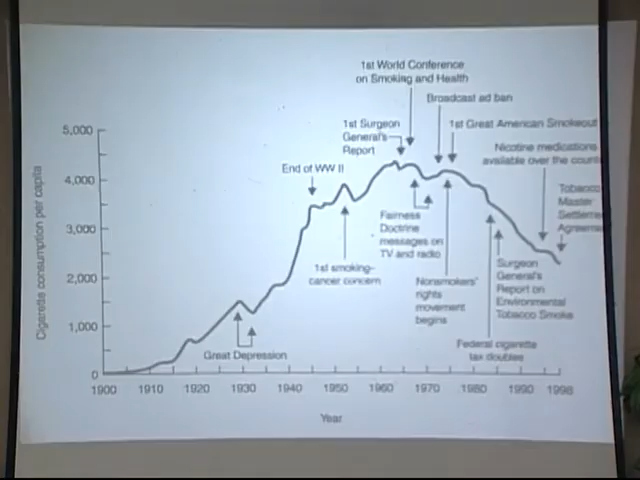 1st World Conference
on Smoking and Health
Broadcast ad ban
1st Surgeon
General's
Report
1st Great American Smokeout
Nicotine medications
available over the count
End of WW II
Tobacco
Master
Settleme
Agreeme
Fairness
Doctrine
messages on
TV and radio
1st smoking-
cancer concern
Nonsmokers'
rights
movement
begins
Surgeon
General's
Report on
Environmental
Tobacco Smoke
Federal cigarette
tax doubles
Great Depression
Cigarette consumption per capita
5,000
4,000
3,000
2,000
1,000
0
1900 1910 1920 1930 1940 1950 1960 1970 1980 1990 1998
Year